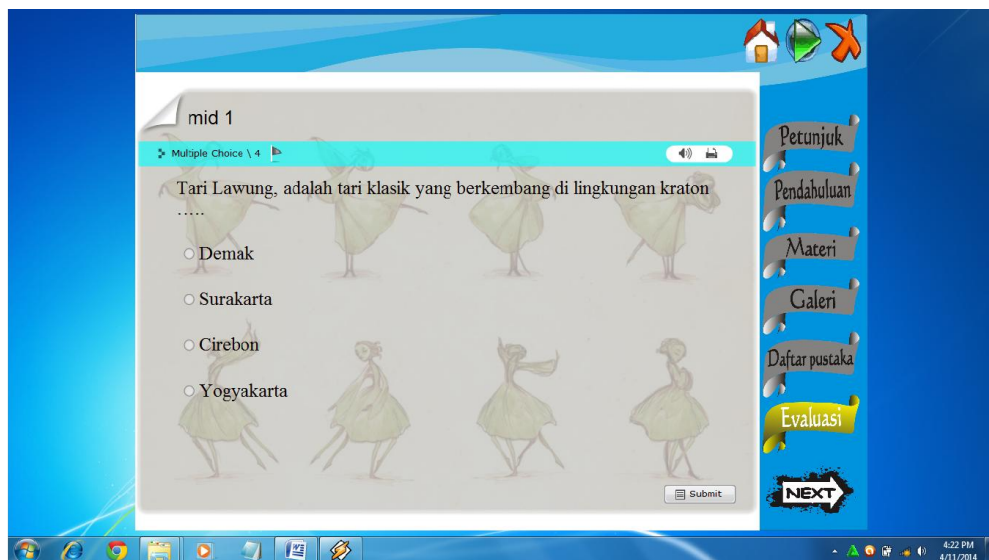 mid 1
Multiple Choice \ 4
Tari Lawung, adalah tari klasik yang berkembang di lingkungan kraton
.....
Demak
Surakarta
Cirebon
Yogyakarta
Submit
Petunjuk
Pendahuluan
Materi
Galeri
Daftar pustaka
Evaluasi
NEXT
4:22 PM
4/11/2014